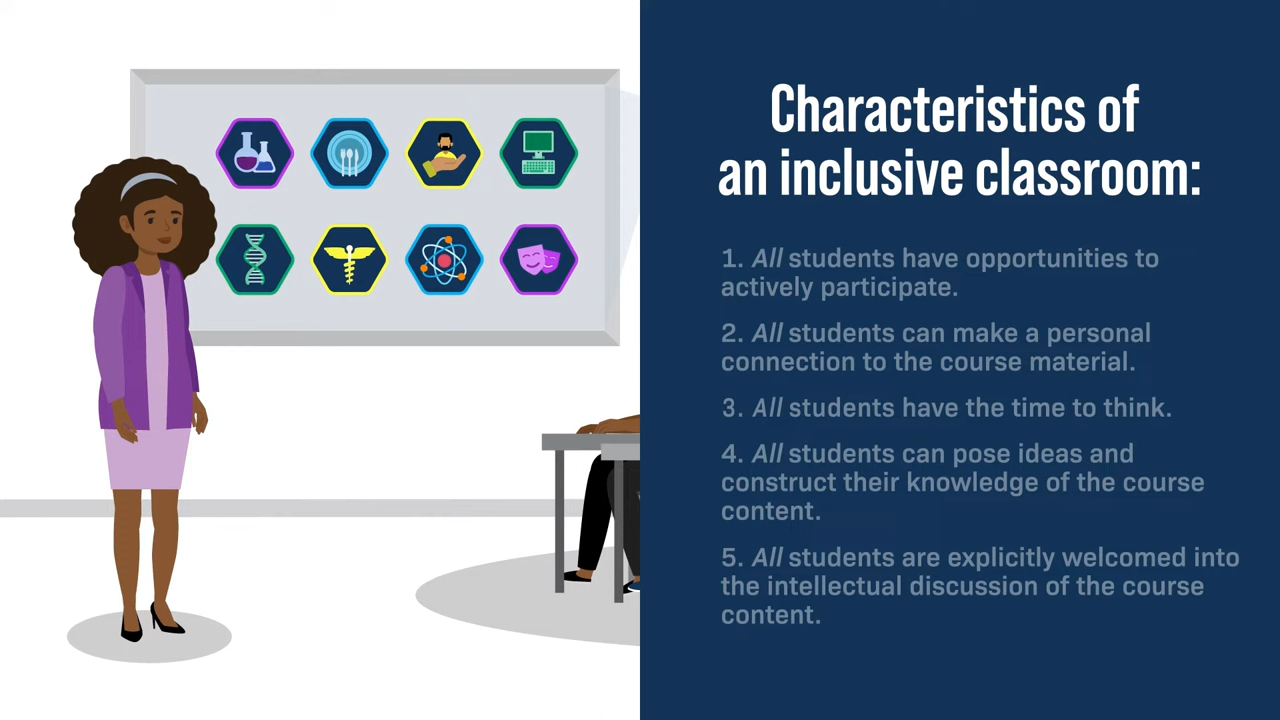 Characteristics of
an inclusive classroom:
1. All students have opportunities to
actively participate.
2. All students can make a personal
connection to the course material.
3. All students have the time to think.
4. All students can pose ideas and
construct their knowledge of the course
content.
5. All students are explicitly welcomed into
the intellectual discussion of the course
content.